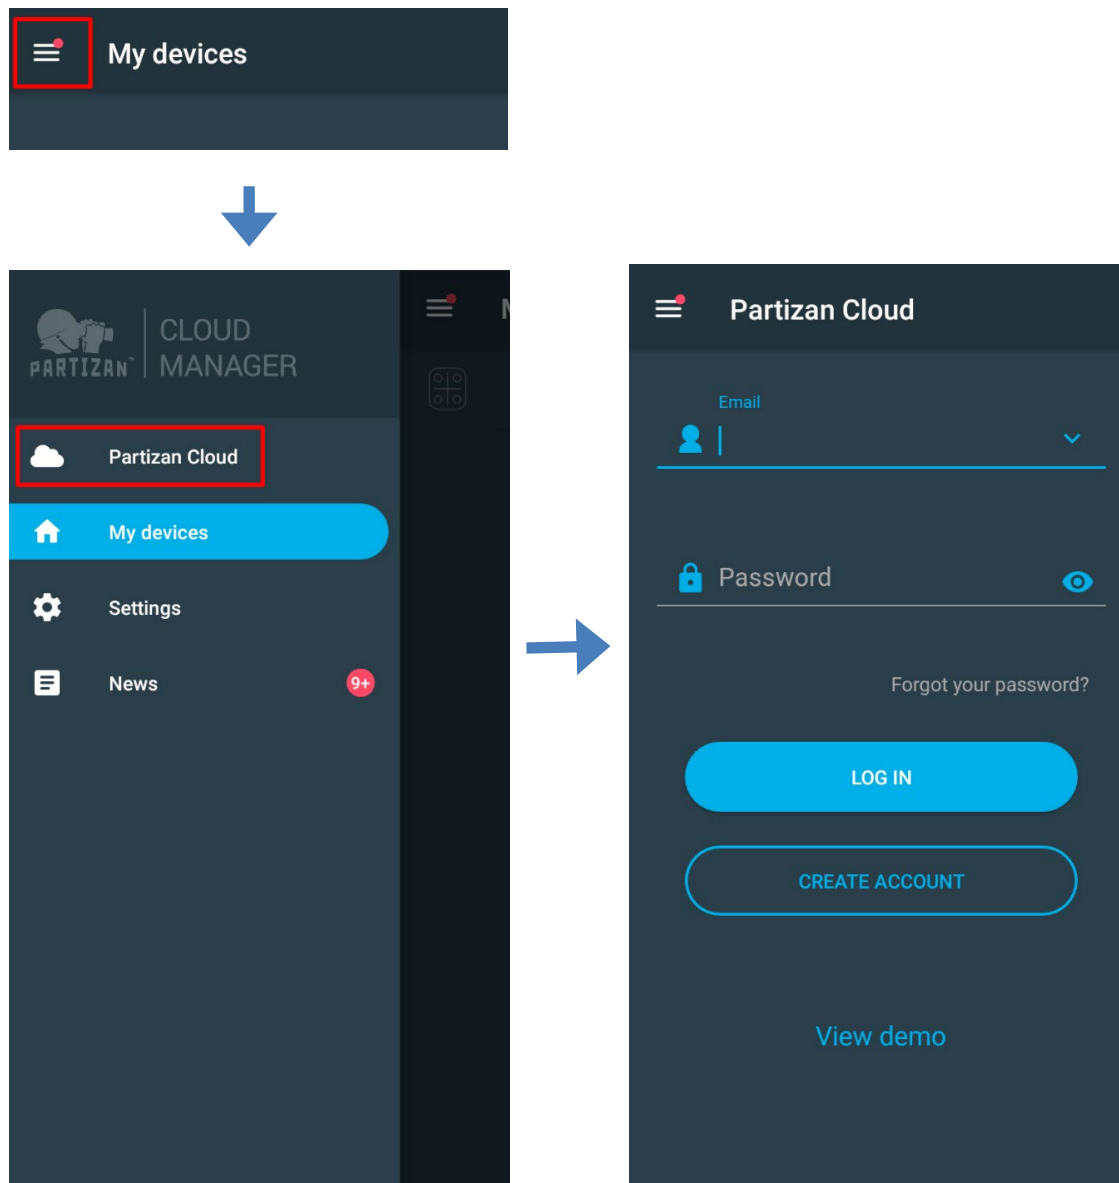 My devices
CLOUD
MANAGER
PARTIZAN™
Partizan Cloud
My devices
Settings
News
9+
Partizan Cloud
Email
Password
Forgot your password?
LOG IN
CREATE ACCOUNT
View demo